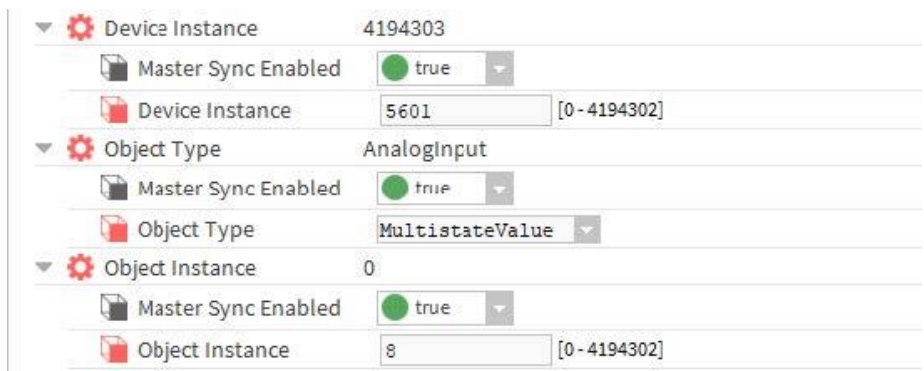 Device Instance 4194303
Master Sync Enabled true
Device Instance 5601 [0 - 4194302]
Object Type AnalogInput
Master Sync Enabled true
Object Type MultistateValue
Object Instance 0
Master Sync Enabled true
Object Instance 8 [0 - 4194302]